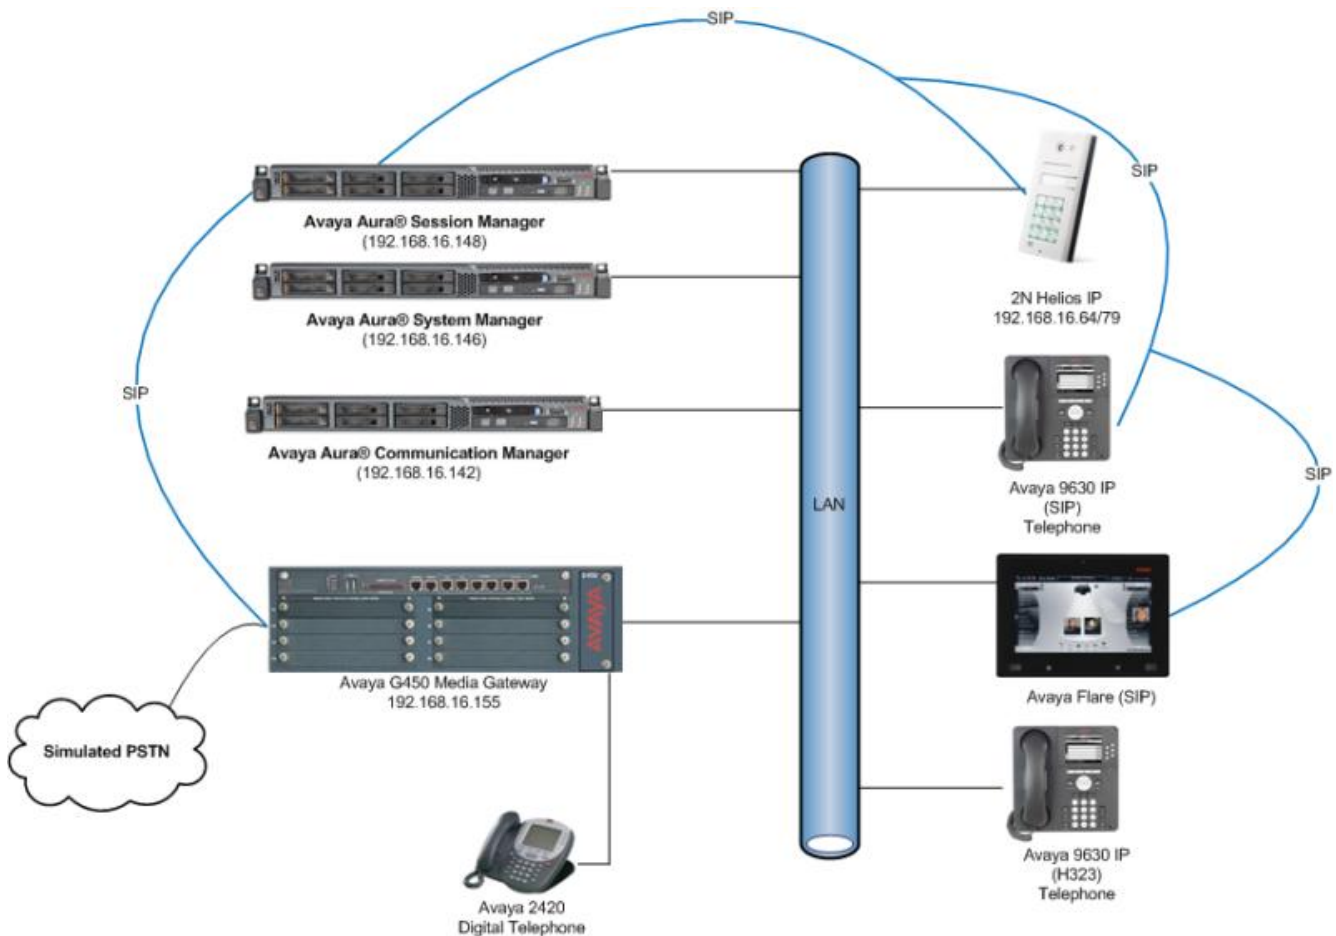 SIP
SIP
Avaya Aura® Session Manager
(192.168.16.148)
2N Helios IP
192.168.16.64/79
Avaya Aura® System Manager
(192.168.16.146)
SIP
Avaya Aura® Communication Manager
(192.168.16.142)
SIP
Avaya 9630 IP
(SIP)
Telephone
LAN
AVAYA
Avaya G450 Media Gateway
192.168.16.155
Avaya Flare (SIP)
Simulated PSTN
Avaya 9630 IP
(H323)
Telephone
Avaya 2420
Digital Telephone